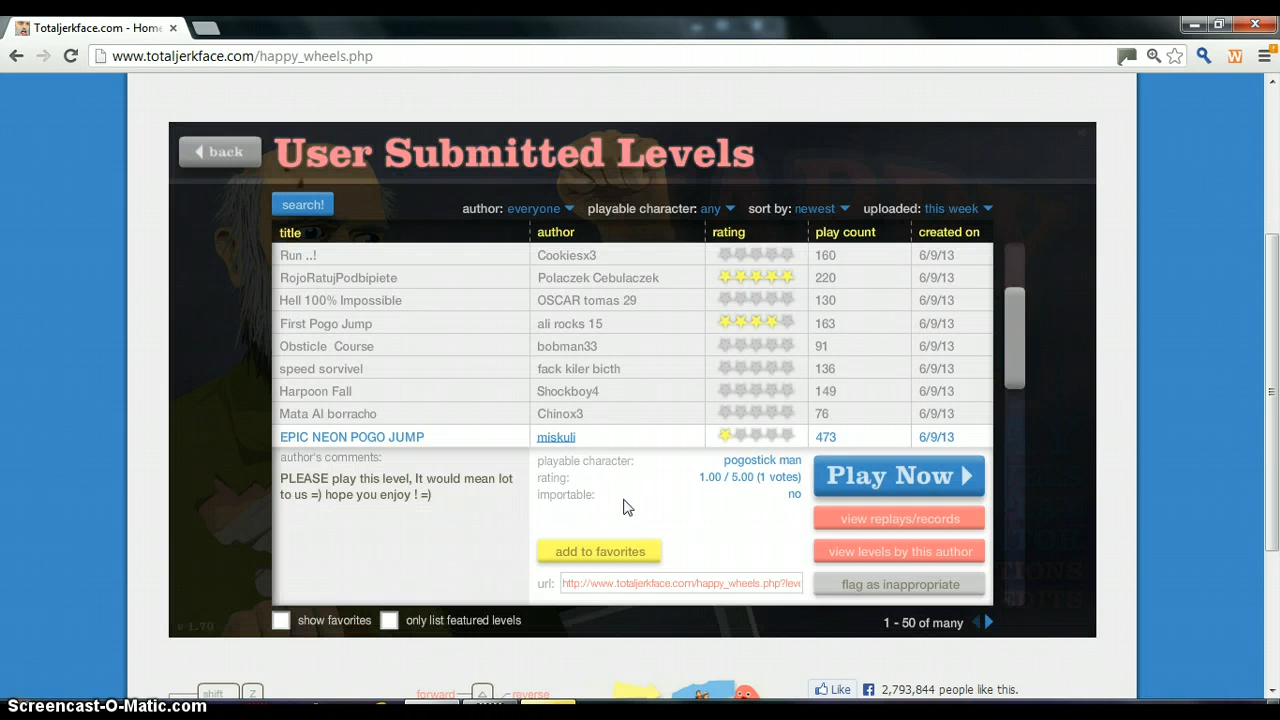 Totaljerkface.com - Hom
www.totaljerkface.com/happy_wheels.php
back
User Submitted Levels
search!
author: everyone playable character: any sort by: newest uploaded: this week
title author rating play count created on
Run ..! Cookiesx3 160 6/9/13
RojoRatujPodbipiete Polaczek Cebulaczek 220 6/9/13
Hell 100% Impossible OSCAR tomas 29 130 6/9/13
First Pogo Jump ali rocks 15 163 6/9/13
Obsticle Course bobman33 91 6/9/13
speed sorvivel fack kiler bicth 136 6/9/13
Harpoon Fall Shockboy4 149 6/9/13
Mata Al borracho Chinox3 76 6/9/13
EPIC NEON POGO JUMP miskuli 473 6/9/13
author's comments:
PLEASE play this level, It would mean lot
to us =) hope you enjoy ! =)
playable character: pogostick man
rating: 1.00 / 5.00 (1 votes)
importable: no
add to favorites
url: http://www.totaljerkface.com/happy_wheels.php?leve
Play Now
view replays/records
view levels by this author
flag as inappropriate
show favorites only list featured levels
1 - 50 of many
v 1.70
shift Z
forward reverse
Like 2,793,844 people like this.
Screencast-O-Matic.com